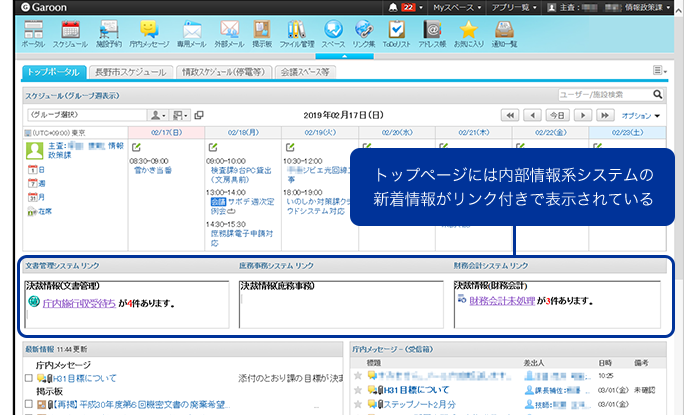 Garoon
22
Myスペース
アプリ一覧
主査:
情報政策課
ポータル
スケジュール
施設予約
庁内メッセージ
専用メール
外部メール
掲示板
ファイル管理
スペース
リンク集
ToDoリスト
アドレス帳
お気に入り
通知一覧
トップポータル
長野市スケジュール
情政スケジュール(停電等)
会議スペース等
スケジュール(グループ週表示)
ユーザー/施設検索
(グループ選択)
2019年02月17日(日)
今日
オプション
(UTC+09:00) 東京
02/17(日)
02/18(月)
02/19(火)
02/20(水)
02/21(木)
02/22(金)
02/23(土)
主査: 情報政策課
1日
7週
31月
在席
08:30-09:00
雪かき当番
09:00-10:00
検査課8台PC貸出(文房具前)
13:00-14:00
会議 サポデ週次定例会
14:30-15:30
庶務課電子申請対応
10:30-12:00
ビエ光回線工
18:00-19:00
いのしか対策課クラウドシステム対応
トップページには内部情報系システムの
新着情報がリンク付きで表示されている
文書管理システム リンク
庶務事務システム リンク
財務会計システム リンク
決裁情報(文書管理)
庁内施行収受待ち が4件あります。
決裁情報(庶務事務)
決裁情報(財務会計)
財務会計未処理 が3件あります。
最新情報 11:44 更新
庁内メッセージ
H31目標について
添付のとおり課の目標が決ま
掲示板
【再掲】平成30年度第6回機密文書の廃棄希望...
庁内メッセージ - (受信箱)
標題
差出人
日時
備考
10:25
H31目標について
課長補佐:
03/01(金)
未確認
ステップノート2月分
03/01(金)